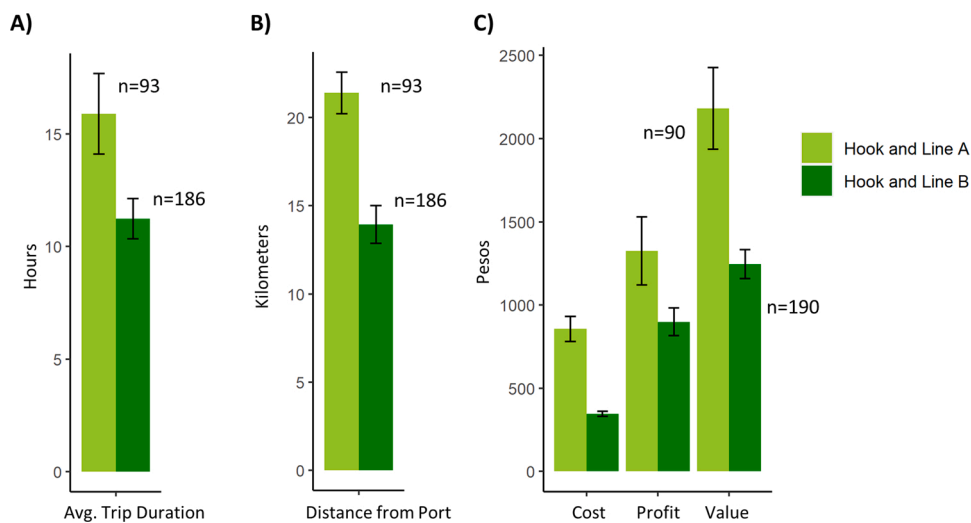 A)
Hours
15
10
5
0
n=93
n=186
Avg. Trip Duration
B)
Kilometers
20
15
10
5
0
n=93
n=186
Distance from Port
C)
Pesos
2500
2000
1500
1000
500
0
n=90
n=190
Cost Profit Value
Hook and Line A
Hook and Line B